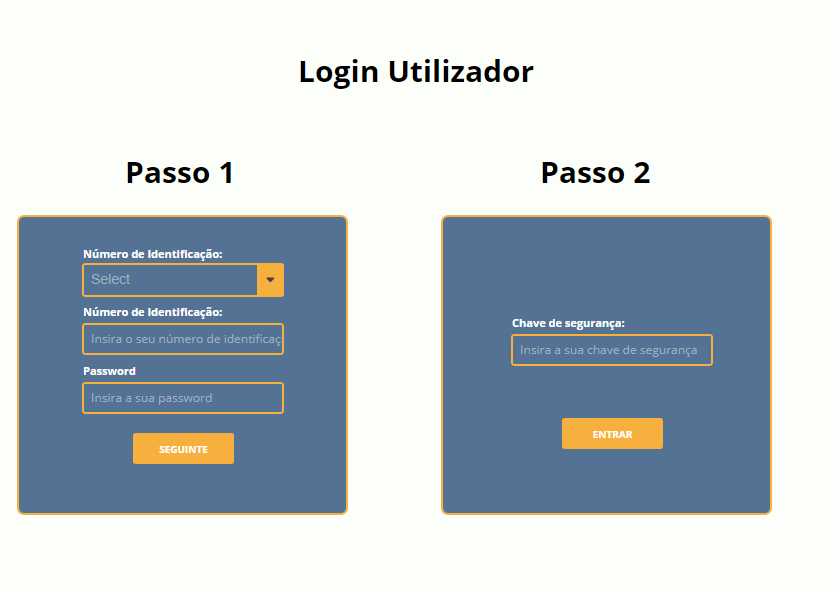 Login Utilizador
Passo 1
Número de Identificação:
Select
Número de Identificação:
Insira o seu número de identificaç
Password
Insira a sua password
SEGUINTE
Passo 2
Chave de segurança:
Insira a sua chave de segurança
ENTRAR